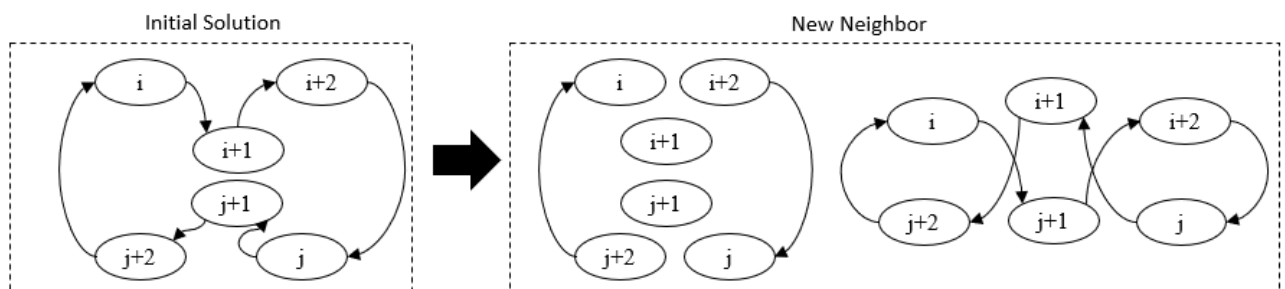 Initial Solution
i
i+2
i+1
j+1
j+2
j
New Neighbor
i
i+2
i+1
j+1
j+2
j
i+1
i
i+2
j+2
j+1
j